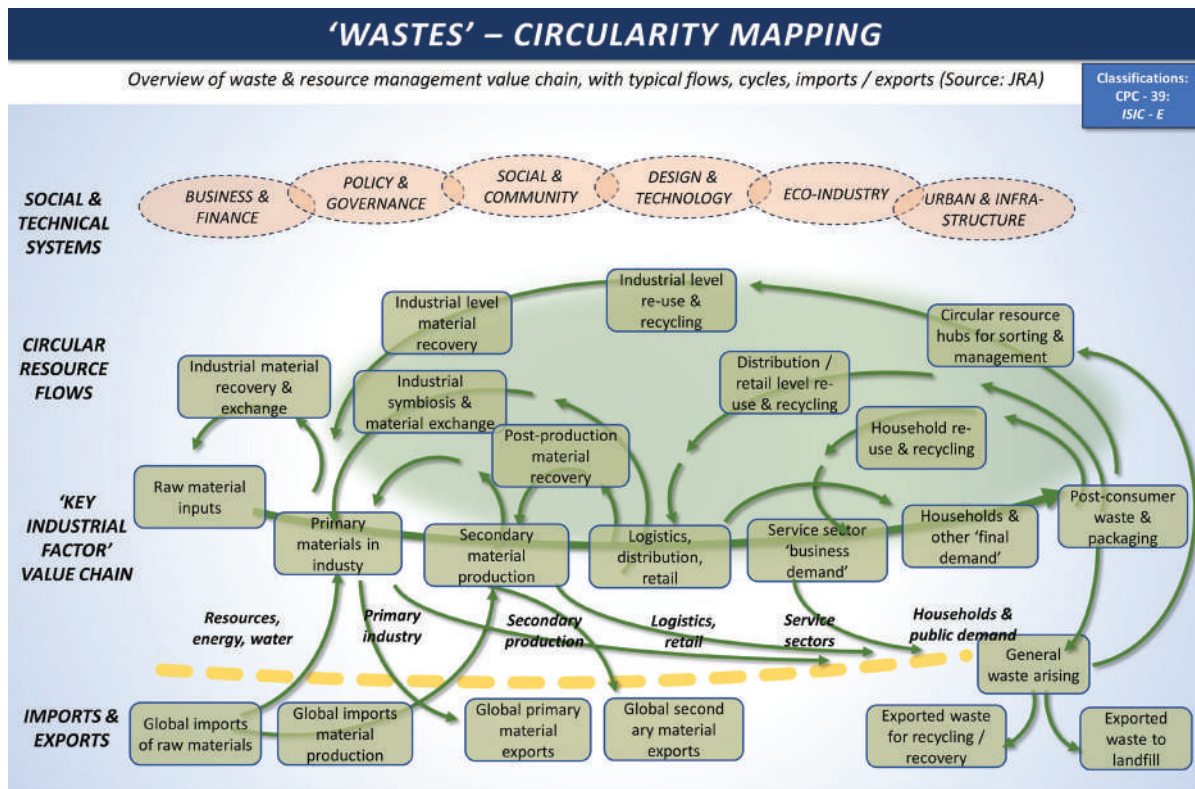 ‘WASTES’ – CIRCULARITY MAPPING
Overview of waste & resource management value chain, with typical flows, cycles, imports / exports (Source: JRA)
Classifications:
CPC - 39:
ISIC - E
SOCIAL &
TECHNICAL
SYSTEMS
BUSINESS &
FINANCE
POLICY &
GOVERNANCE
SOCIAL &
COMMUNITY
DESIGN &
TECHNOLOGY
ECO-INDUSTRY
URBAN & INFRA-
STRUCTURE
CIRCULAR
RESOURCE
FLOWS
Industrial material
recovery &
exchange
Industrial level
material
recovery
Industrial symbiosis &
material exchange
Post-production
material
recovery
Industrial level
re-use &
recycling
Distribution /
retail level re-
use & recycling
Household re-
use & recycling
Circular resource
hubs for sorting &
management
‘KEY
INDUSTRIAL
FACTOR’
VALUE CHAIN
Raw material
inputs
Primary
materials in
industy
Secondary
material
production
Logistics,
distribution,
retail
Service sector
‘business
demand’
Households &
other ‘final
demand’
Post-consumer
waste &
packaging
Resources,
energy, water
Primary
industry
Secondary
production
Logistics,
retail
Service
sectors
Households &
public demand
General
waste arising
IMPORTS &
EXPORTS
Global imports
of raw materials
Global imports
material
production
Global primary
material
exports
Global second
ary material
exports
Exported waste
for recycling /
recovery
Exported
waste to
landfill